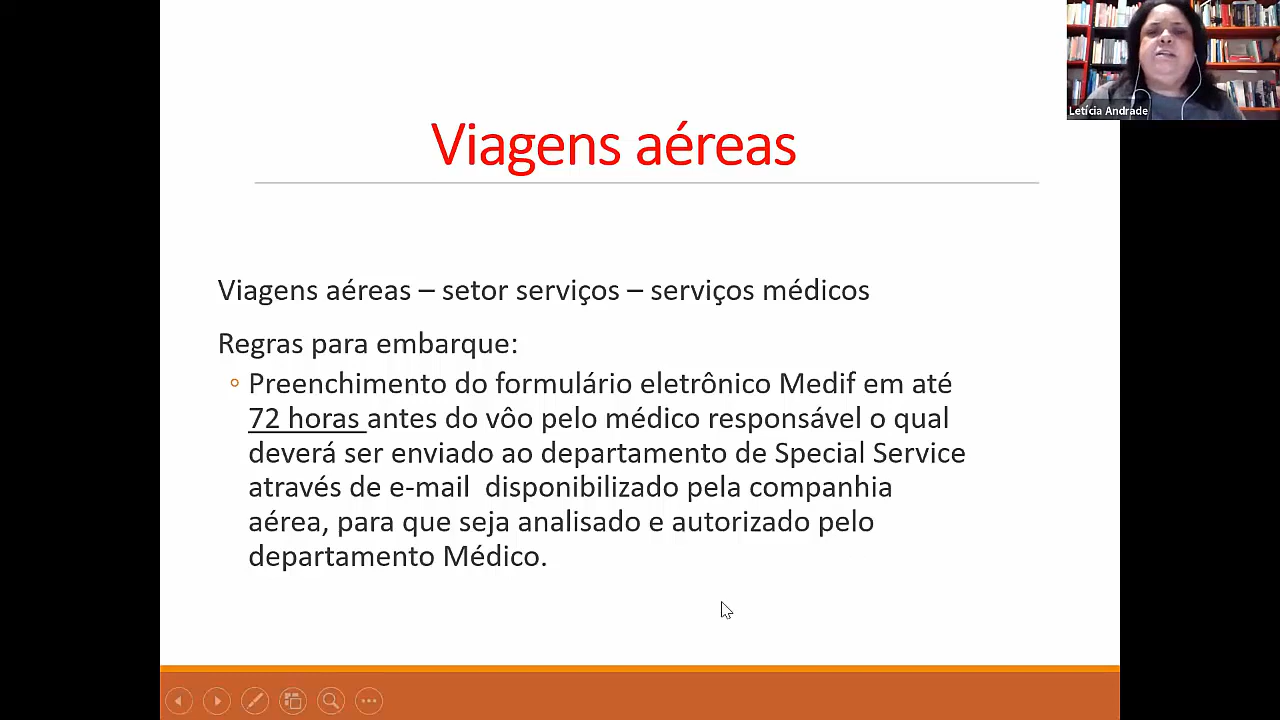 Letícia Andrade
Viagens aéreas
Viagens aéreas – setor serviços – serviços médicos
Regras para embarque:
Preenchimento do formulário eletrônico Medif em até
72 horas antes do vôo pelo médico responsável o qual
deverá ser enviado ao departamento de Special Service
através de e-mail  disponibilizado pela companhia
aérea, para que seja analisado e autorizado pelo
departamento Médico.